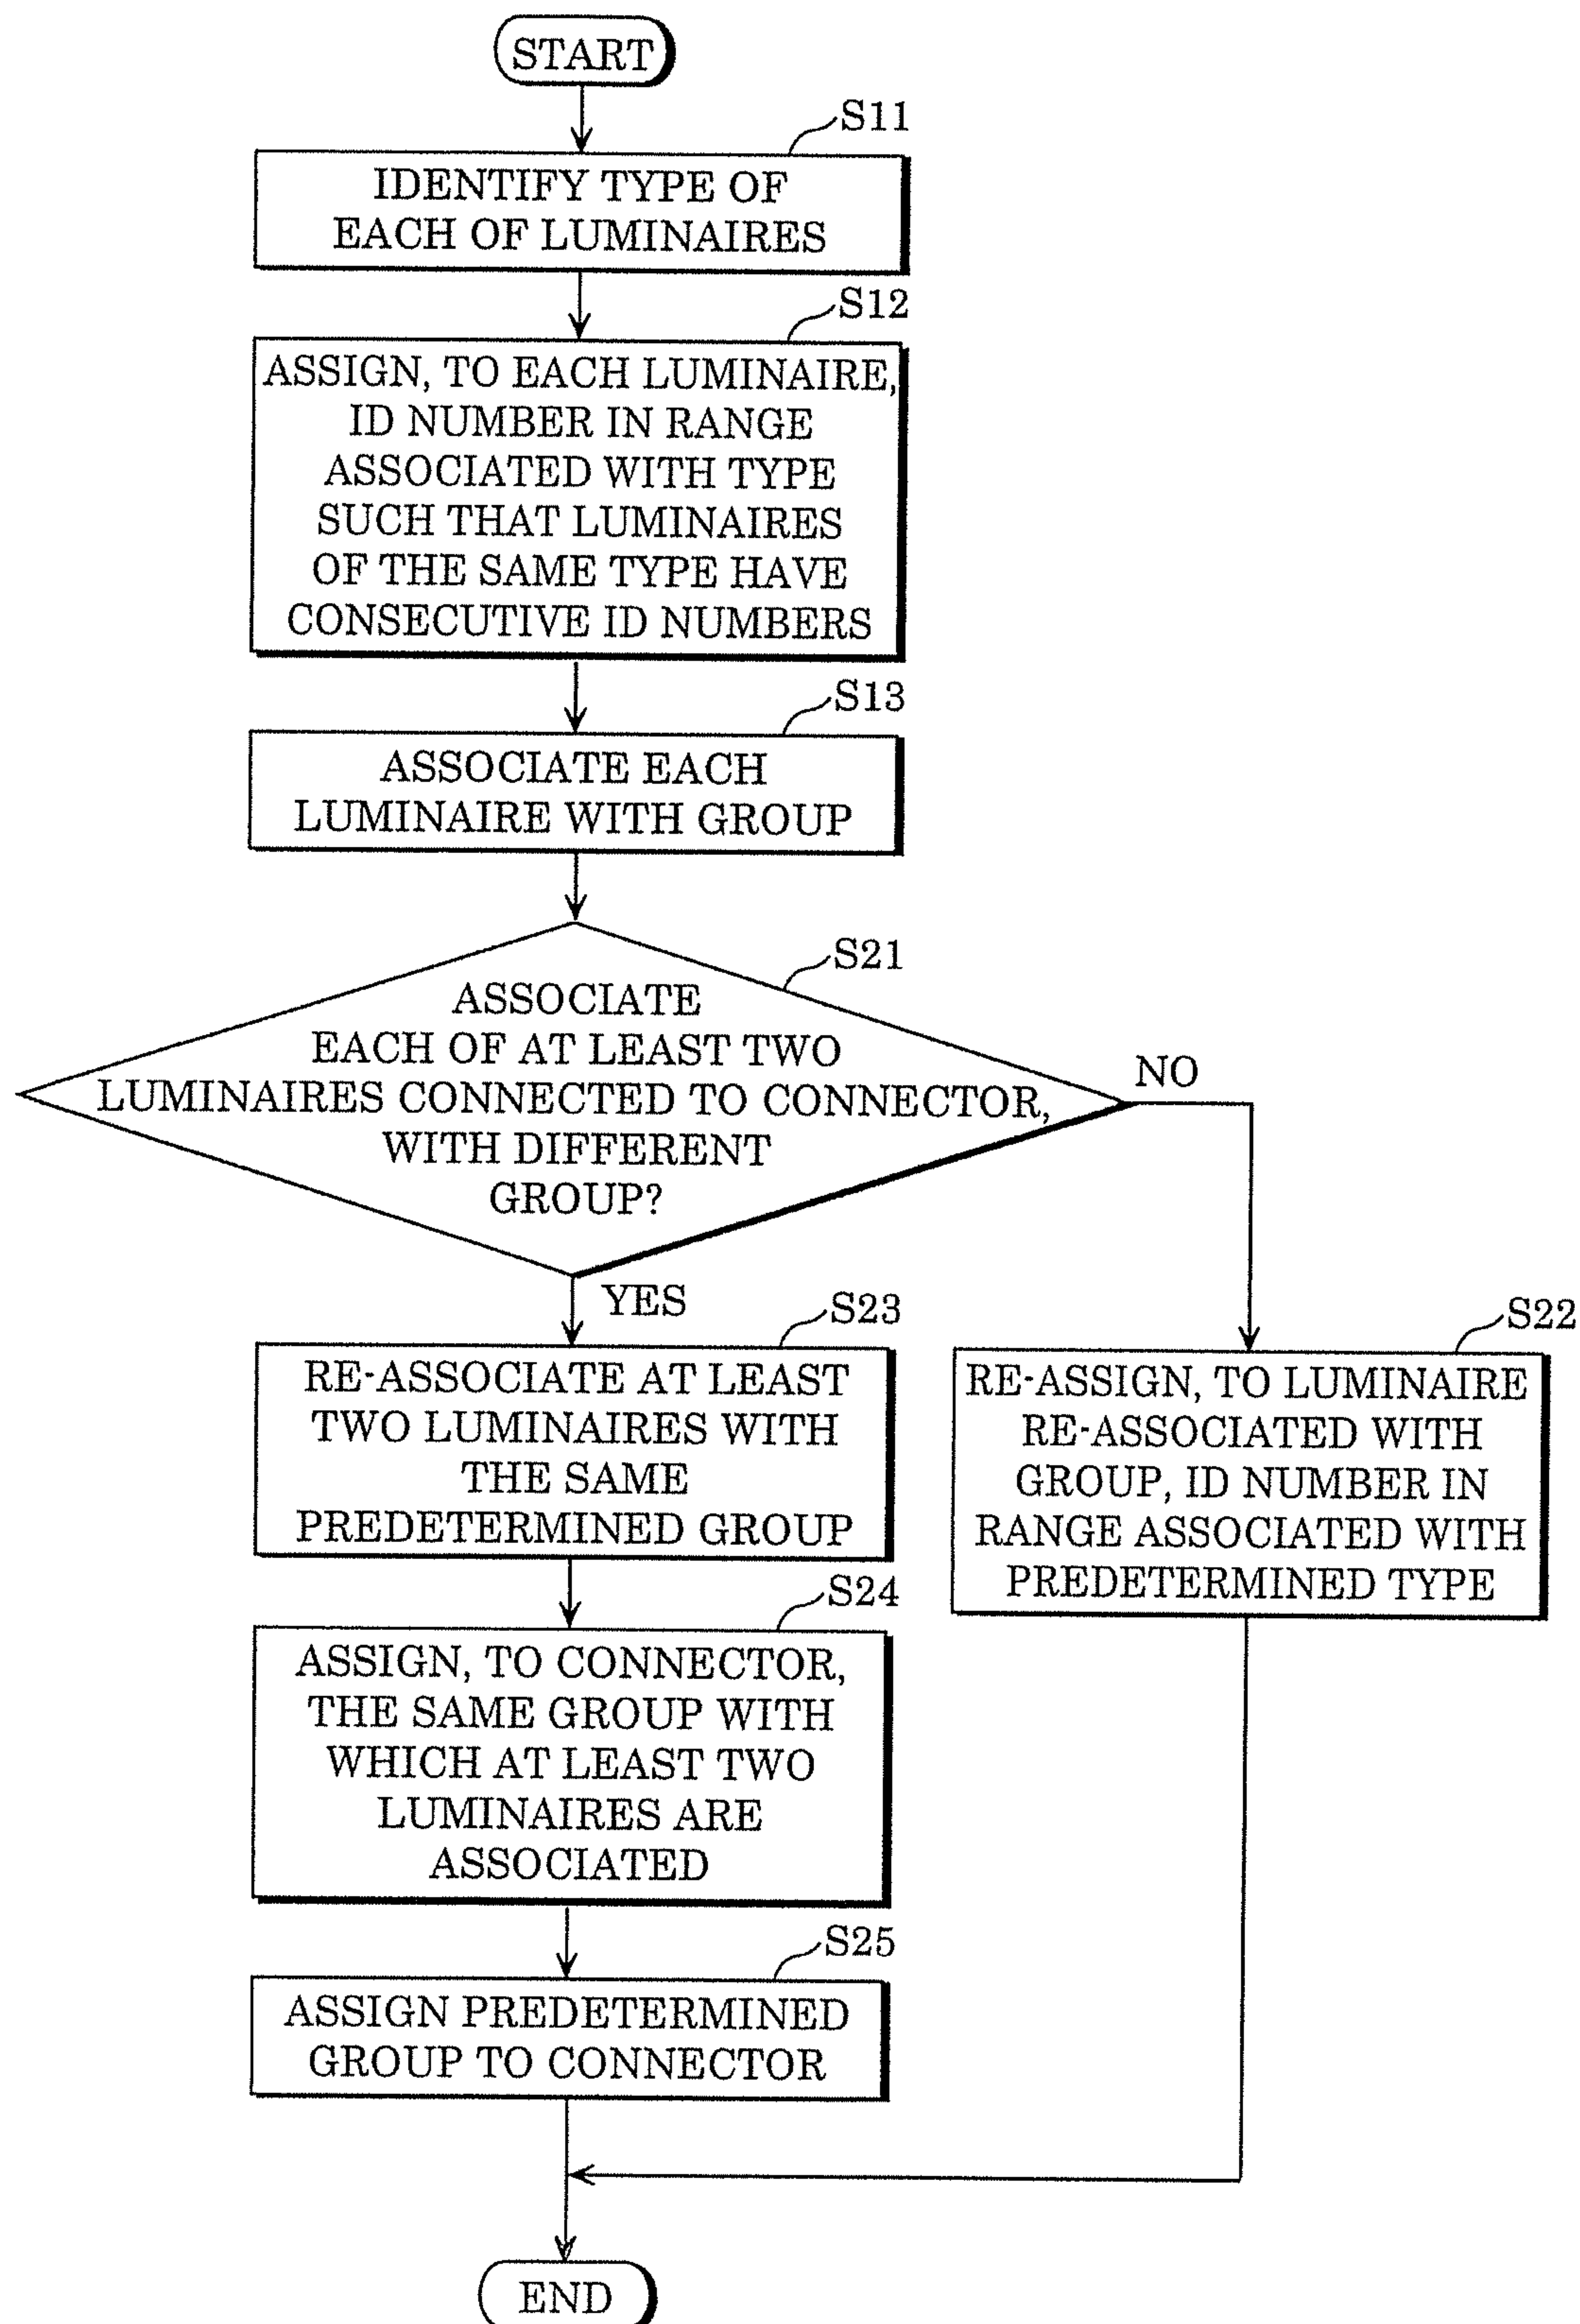 START
S11
IDENTIFY TYPE OF
EACH OF LUMINAIRES
S12
ASSIGN, TO EACH LUMINAIRE,
ID NUMBER IN RANGE
ASSOCIATED WITH TYPE
SUCH THAT LUMINAIRES
OF THE SAME TYPE HAVE
CONSECUTIVE ID NUMBERS
S13
ASSOCIATE EACH
LUMINAIRE WITH GROUP
S21
ASSOCIATE
EACH OF AT LEAST TWO
LUMINAIRES CONNECTED TO CONNECTOR,
WITH DIFFERENT
GROUP?
NO
YES
S23
RE-ASSOCIATE AT LEAST
TWO LUMINAIRES WITH
THE SAME
PREDETERMINED GROUP
S22
RE-ASSIGN, TO LUMINAIRE
RE-ASSOCIATED WITH
GROUP, ID NUMBER IN
RANGE ASSOCIATED WITH
PREDETERMINED TYPE
S24
ASSIGN, TO CONNECTOR,
THE SAME GROUP WITH
WHICH AT LEAST TWO
LUMINAIRES ARE
ASSOCIATED
S25
ASSIGN PREDETERMINED
GROUP TO CONNECTOR
END